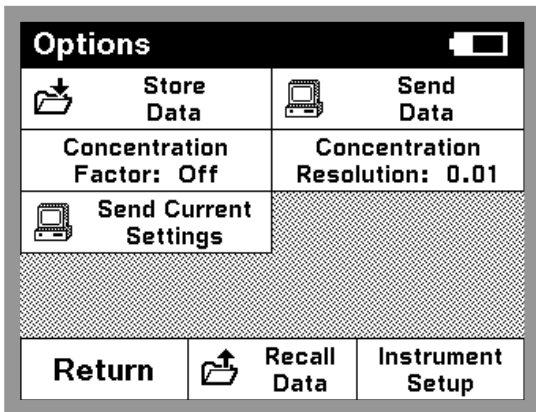 Options
Store
Data
Send
Data
Concentration
Factor: Off
Concentration
Resolution: 0.01
Send Current
Settings
Return
Recall
Data
Instrument
Setup